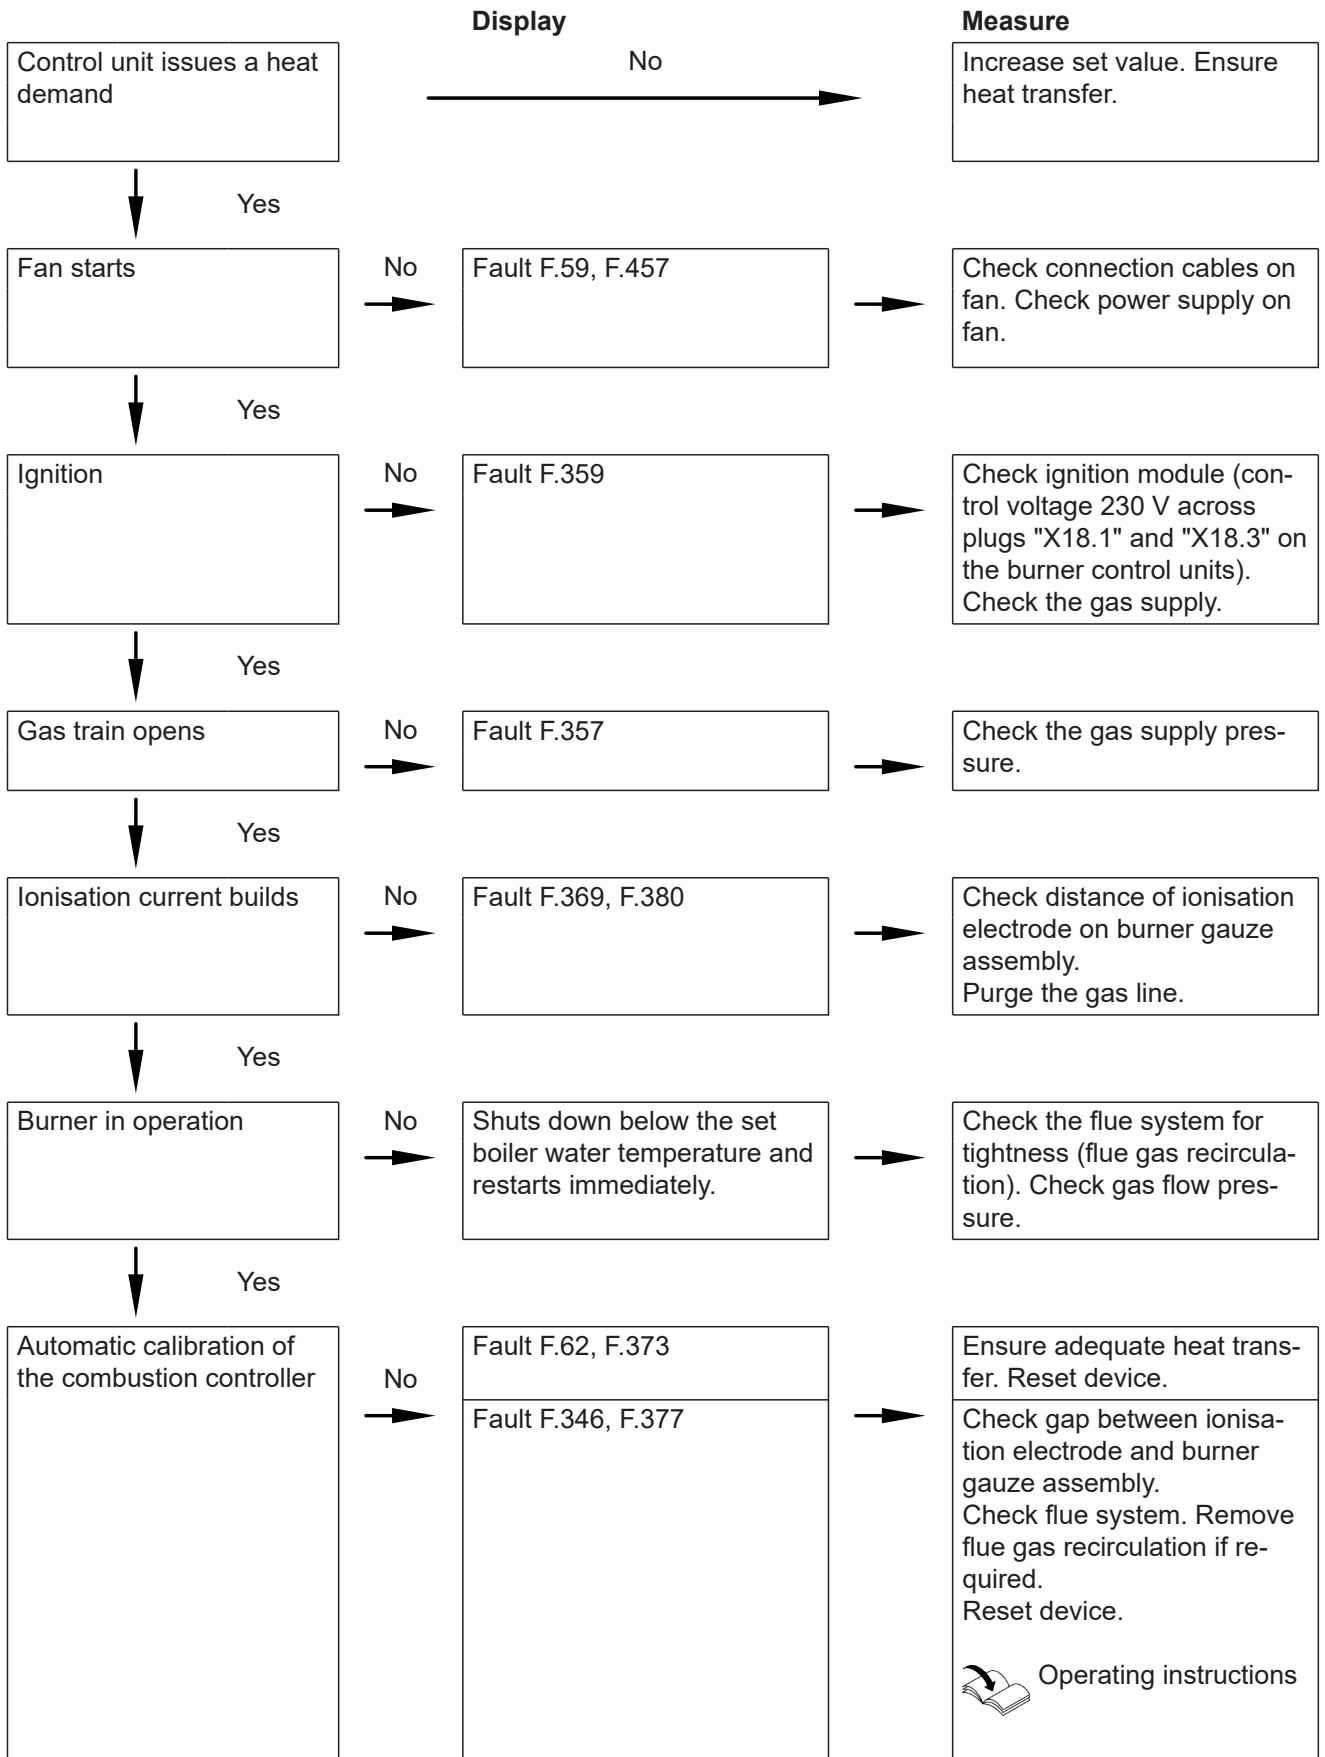 Display
Measure
Control unit issues a heat
demand
No
Increase set value. Ensure
heat transfer.
Yes
Fan starts
No
Fault F.59, F.457
Check connection cables on
fan. Check power supply on
fan.
Yes
Ignition
No
Fault F.359
Check ignition module (con-
trol voltage 230 V across
plugs "X18.1" and "X18.3" on
the burner control units).
Check the gas supply.
Yes
Gas train opens
No
Fault F.357
Check the gas supply pres-
sure.
Yes
Ionisation current builds
No
Fault F.369, F.380
Check distance of ionisation
electrode on burner gauze
assembly.
Purge the gas line.
Yes
Burner in operation
No
Shuts down below the set
boiler water temperature and
restarts immediately.
Check the flue system for
tightness (flue gas recircula-
tion). Check gas flow pres-
sure.
Yes
Automatic calibration of
the combustion controller
No
Fault F.62, F.373
Ensure adequate heat trans-
fer. Reset device.
Fault F.346, F.377
Check gap between ionisa-
tion electrode and burner
gauze assembly.
Check flue system. Remove
flue gas recirculation if re-
quired.
Reset device.
Operating instructions